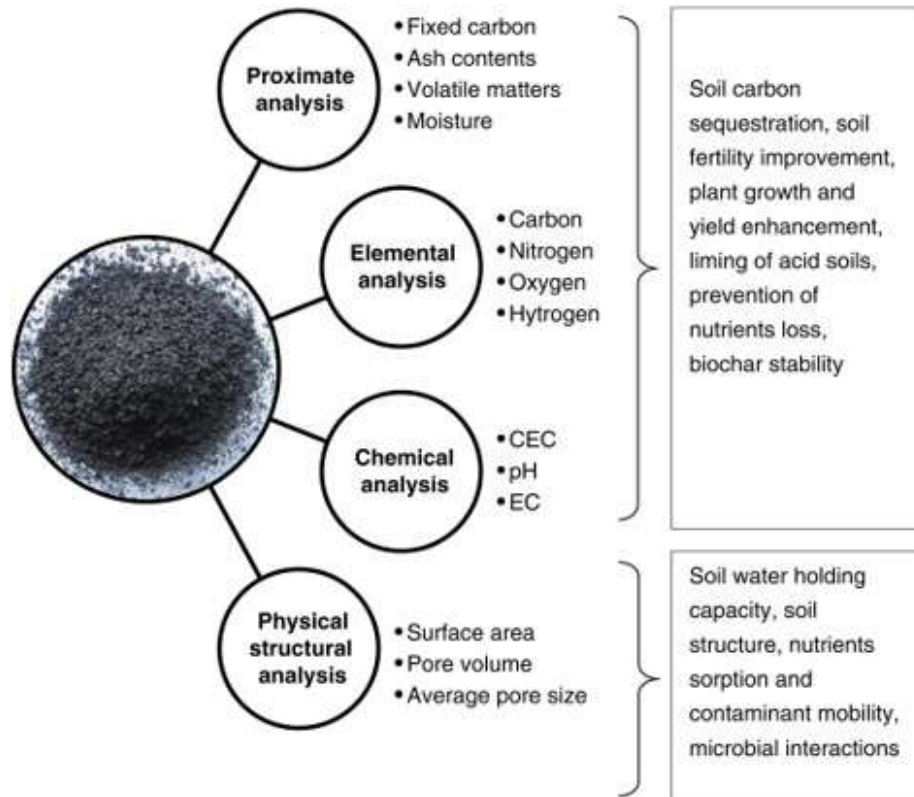 Proximate
analysis
• Fixed carbon
• Ash contents
• Volatile matters
• Moisture
Elemental
analysis
• Carbon
• Nitrogen
• Oxygen
• Hytrogen
Chemical
analysis
• CEC
• pH
• EC
Soil carbon
sequestration, soil
fertility improvement,
plant growth and
yield enhancement,
liming of acid soils,
prevention of
nutrients loss,
biochar stability
Physical
structural
analysis
• Surface area
• Pore volume
• Average pore size
Soil water holding
capacity, soil
structure, nutrients
sorption and
contaminant mobility,
microbial interactions